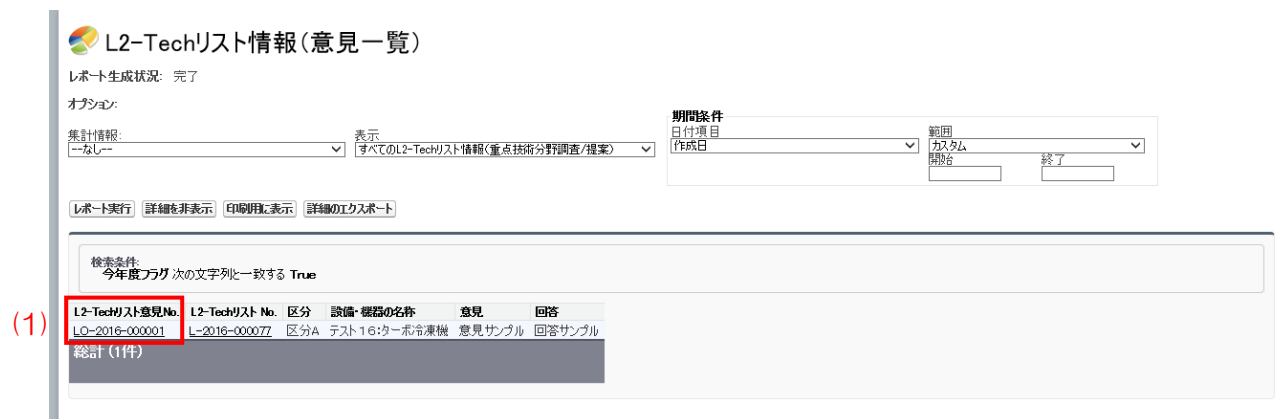 L2-Techリスト情報(意見一覧)
レポート生成状況: 完了
オプション:
集計情報:
--なし--
表示
すべてのL2-Techリスト情報(重点技術分野調査/提案)
期間条件
日付項目
作成日
範囲
カスタム
開始
終了
レポート実行 詳細を非表示 印刷用に表示 詳細のエクスポート
検索条件:
今年度フラグ 次の文字列と一致する True
(1)
L2-Techリスト意見No. L2-Techリスト No. 区分 設備・機器の名称 意見 回答
LO-2016-000001 L-2016-000077 区分A テスト16:ターボ冷凍機 意見サンプル 回答サンプル
総計 (1件)